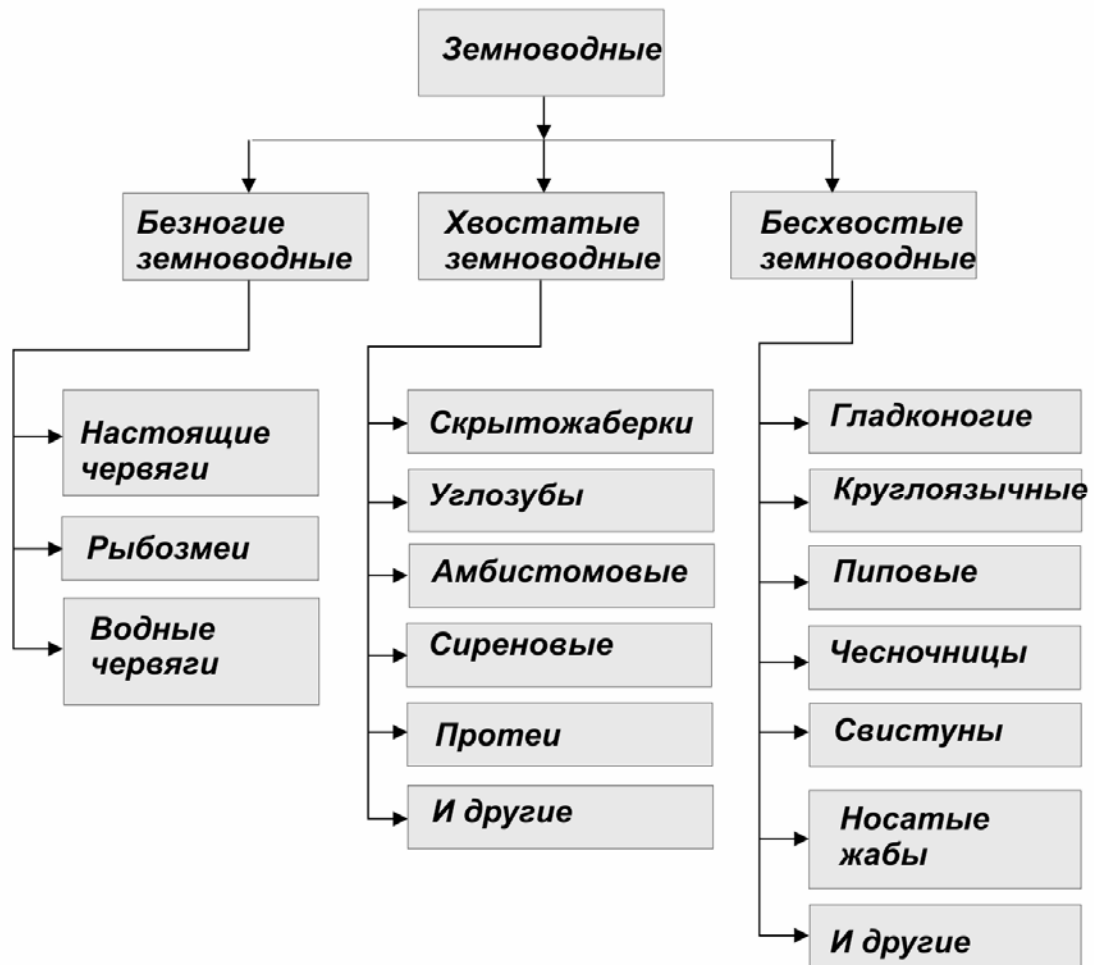 Земноводные
Безногие
земноводные
Хвостатые
земноводные
Бесхвостые
земноводные
Настоящие
червяги
Рыбозмеи
Водные
червяги
Скрытожаберки
Углозубы
Амбистомовые
Сиреновые
Протеи
И другие
Гладконогие
Круглоязычные
Пиповые
Чесночницы
Свистуны
Носатые
жабы
И другие